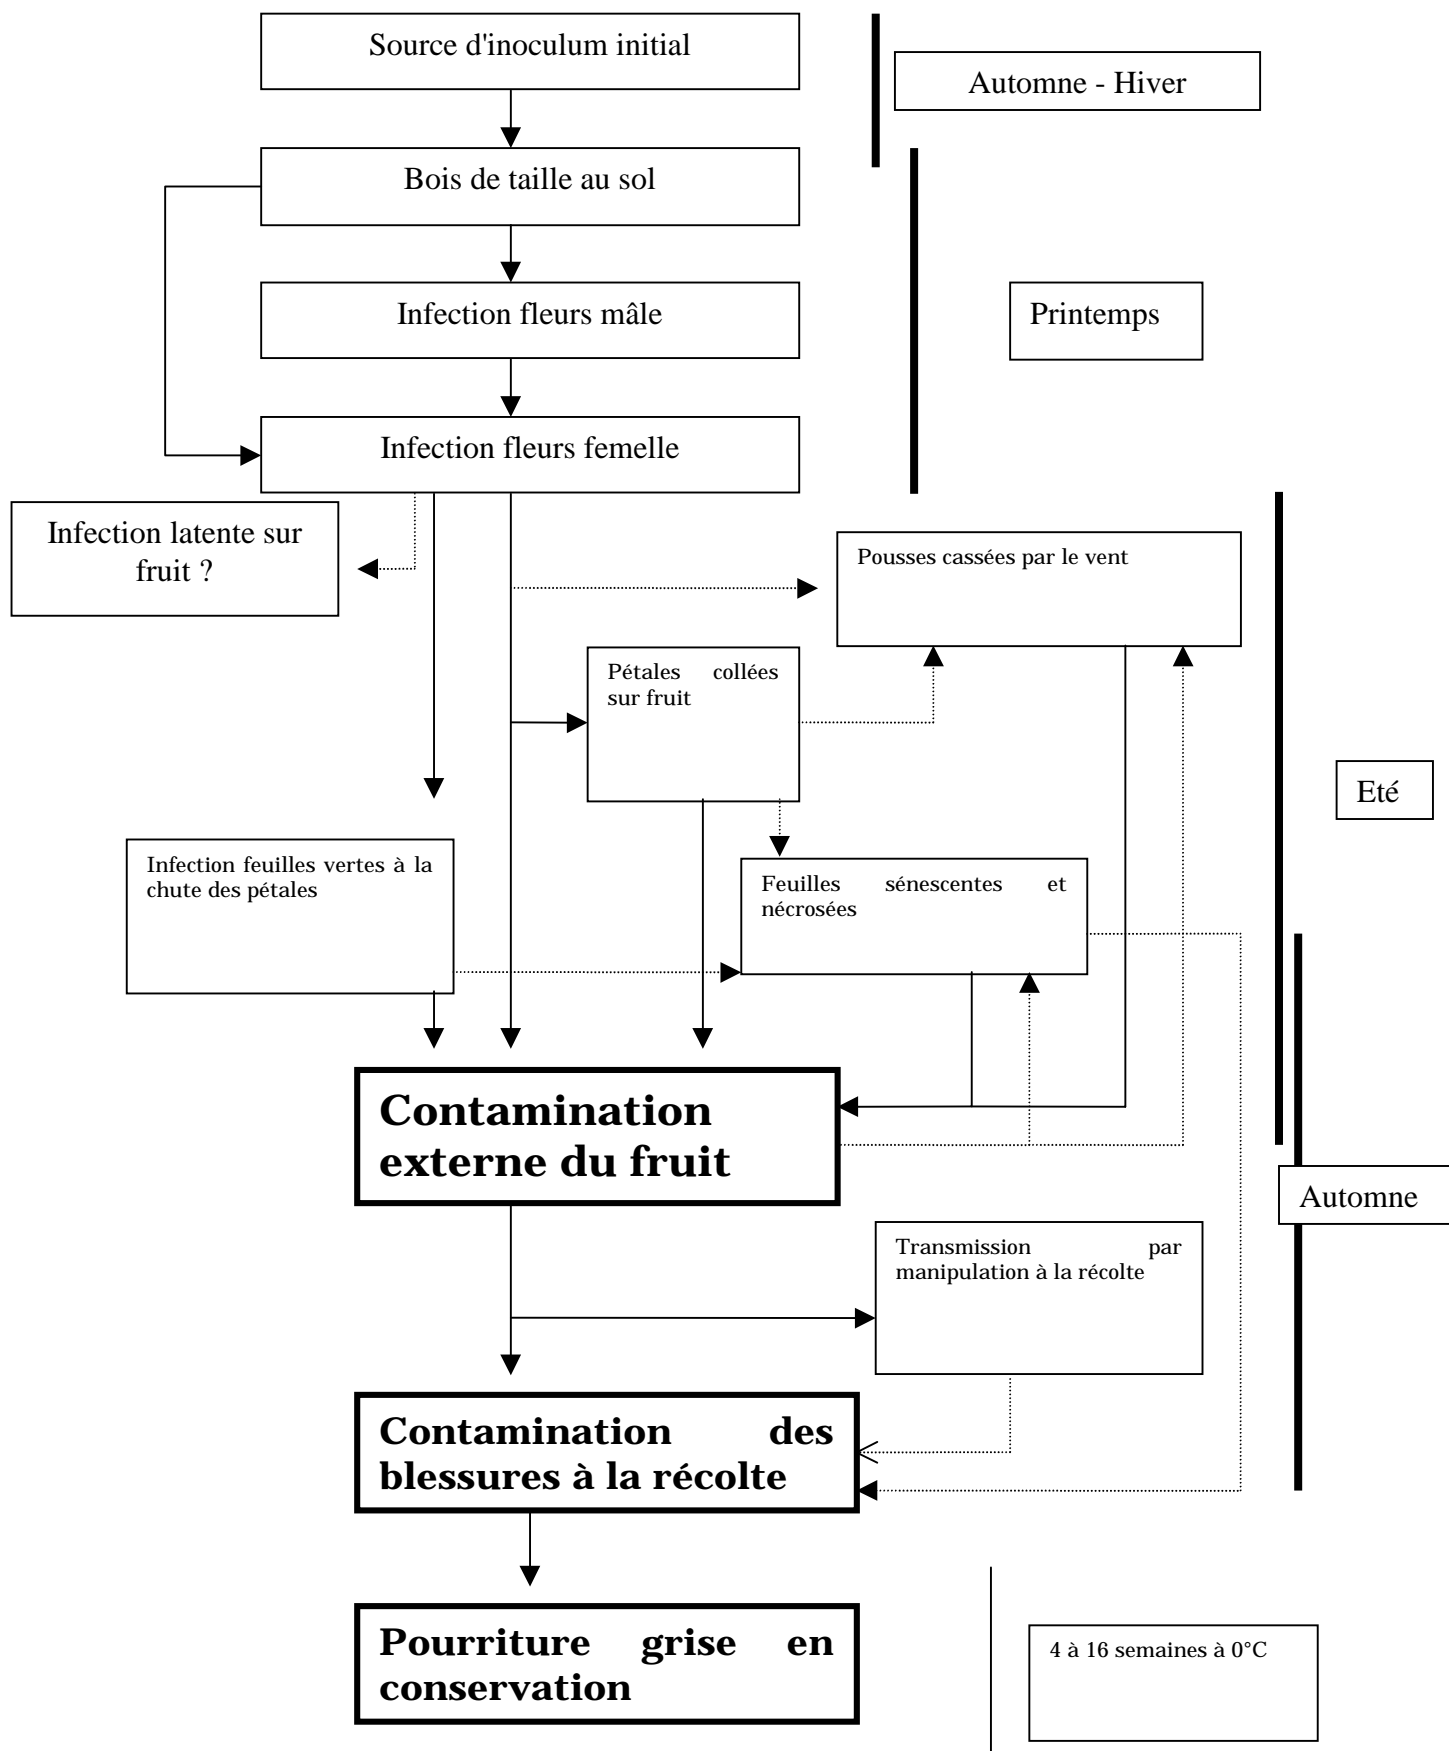 Source d'inoculum initial
Automne - Hiver
Bois de taille au sol
Infection fleurs mâle
Printemps
Infection fleurs femelle
Infection latente sur
fruit ?
Pousses cassées par le vent
Pétales collées
sur fruit
Eté
Infection feuilles vertes à la
chute des pétales
Feuilles sénescentes et
nécrosées
Contamination
externe du fruit
Automne
Transmission par
manipulation à la récolte
Contamination des
blessures à la récolte
Pourriture grise en
conservation
4 à 16 semaines à 0°C